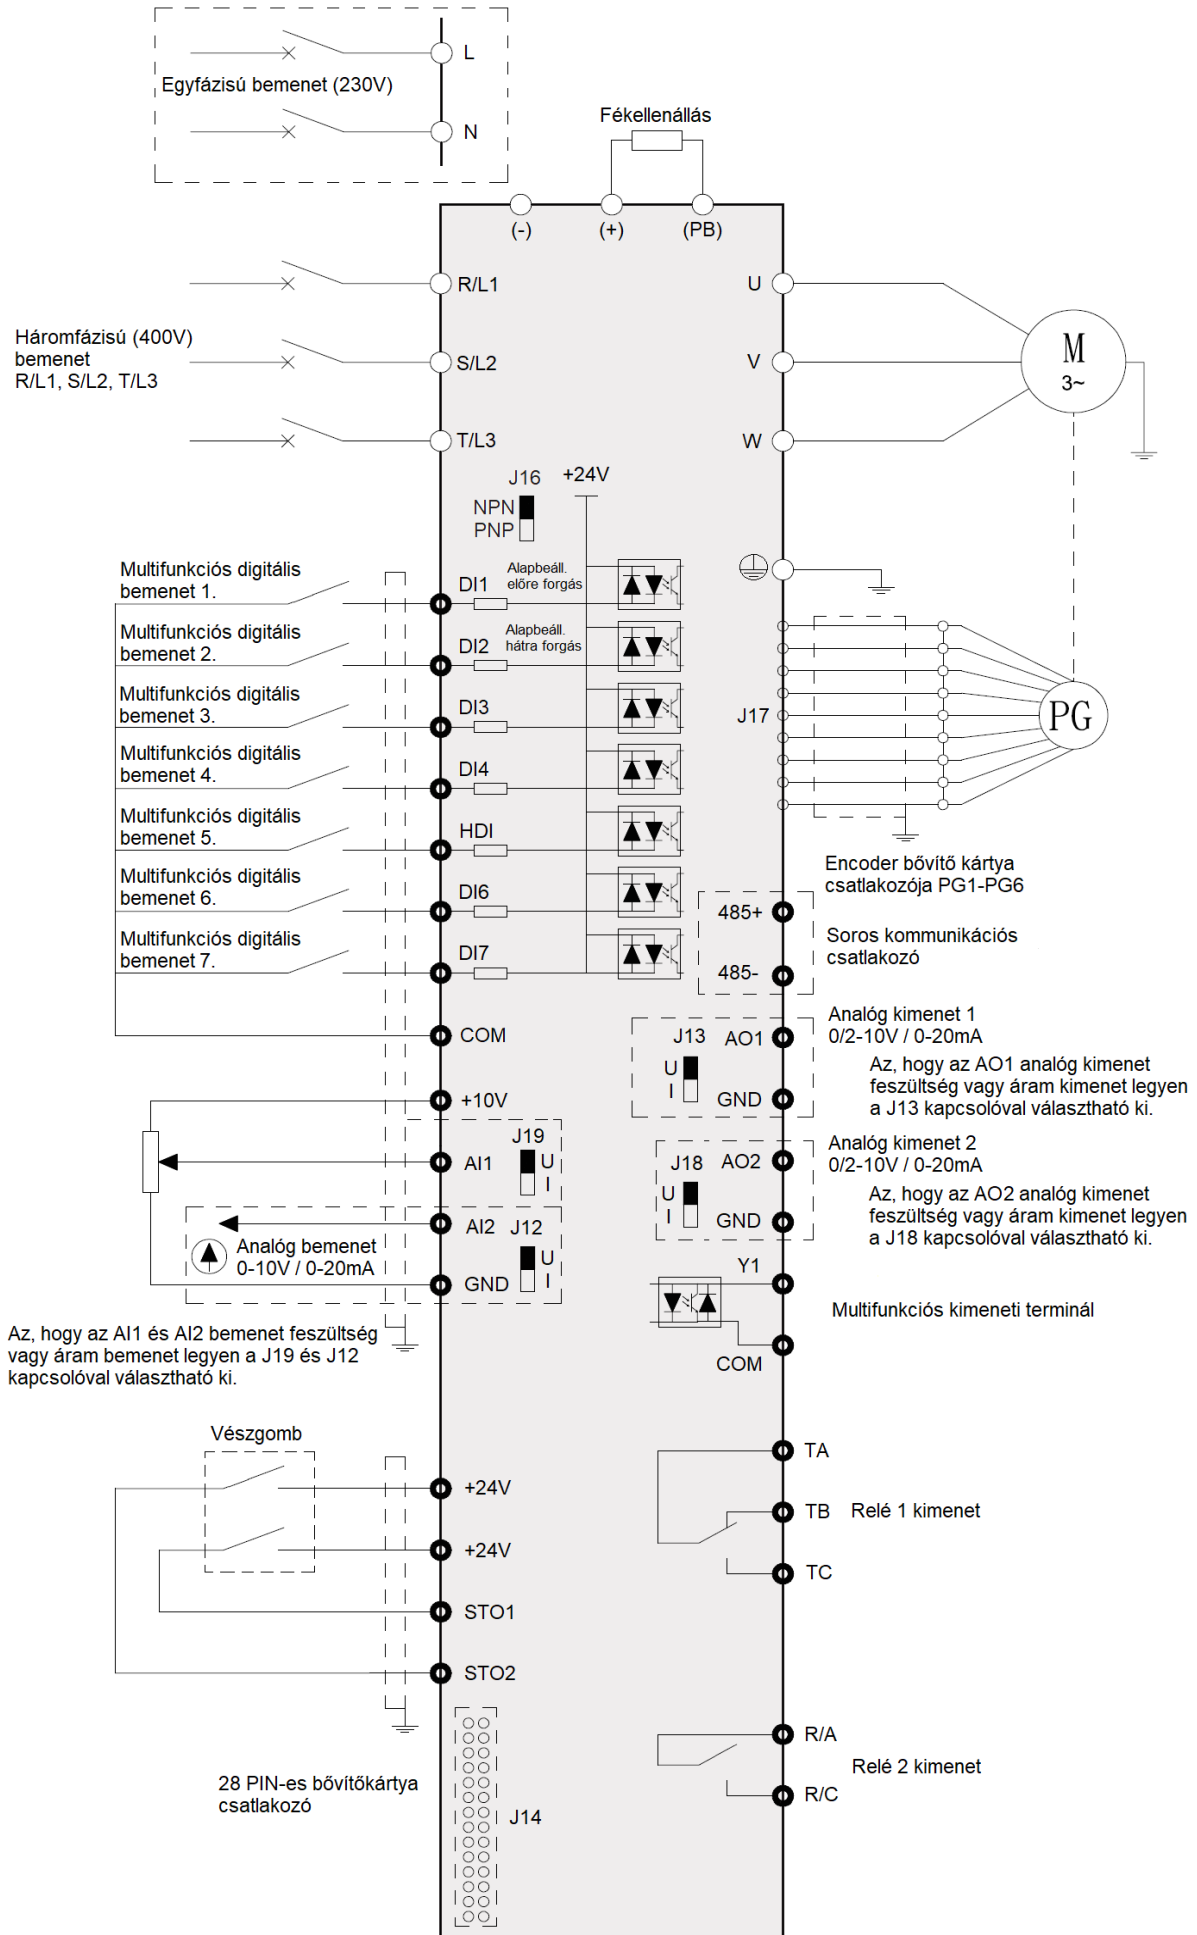 L
Egyfázisú bemenet (230V)
N
Fékellenállás
(-)
(+)
(PB)
R/L1
U
Háromfázisú (400V)
bemenet
R/L1, S/L2, T/L3
S/L2
V
M
3~
T/L3
W
J16
+24V
NPN
PNP
Multifunkciós digitális
bemenet 1.
DI1
Alapbeáll.
előre forgás
Multifunkciós digitális
bemenet 2.
DI2
Alapbeáll.
hátra forgás
Multifunkciós digitális
bemenet 3.
DI3
J17
PG
Multifunkciós digitális
bemenet 4.
DI4
Multifunkciós digitális
bemenet 5.
HDI
Encoder bővítő kártya
csatlakozója PG1-PG6
Multifunkciós digitális
bemenet 6.
DI6
485+
Soros kommunikációs
csatlakozó
Multifunkciós digitális
bemenet 7.
DI7
485-
COM
J13
AO1
U
I
GND
Analóg kimenet 1
0/2-10V / 0-20mA
Az, hogy az AO1 analóg kimenet
feszültség vagy áram kimenet legyen
a J13 kapcsolóval választható ki.
+10V
J19
AI1
U
I
J18
AO2
U
I
GND
Analóg kimenet 2
0/2-10V / 0-20mA
Az, hogy az AO2 analóg kimenet
feszültség vagy áram kimenet legyen
a J18 kapcsolóval választható ki.
AI2
J12
U
I
Analóg bemenet
0-10V / 0-20mA
GND
Y1
Multifunkciós kimeneti terminál
COM
Az, hogy az AI1 és AI2 bemenet feszültség
vagy áram bemenet legyen a J19 és J12
kapcsolóval választható ki.
Vészgomb
+24V
+24V
STO1
STO2
TA
TB
Relé 1 kimenet
TC
R/A
Relé 2 kimenet
R/C
28 PIN-es bővítőkártya
csatlakozó
J14